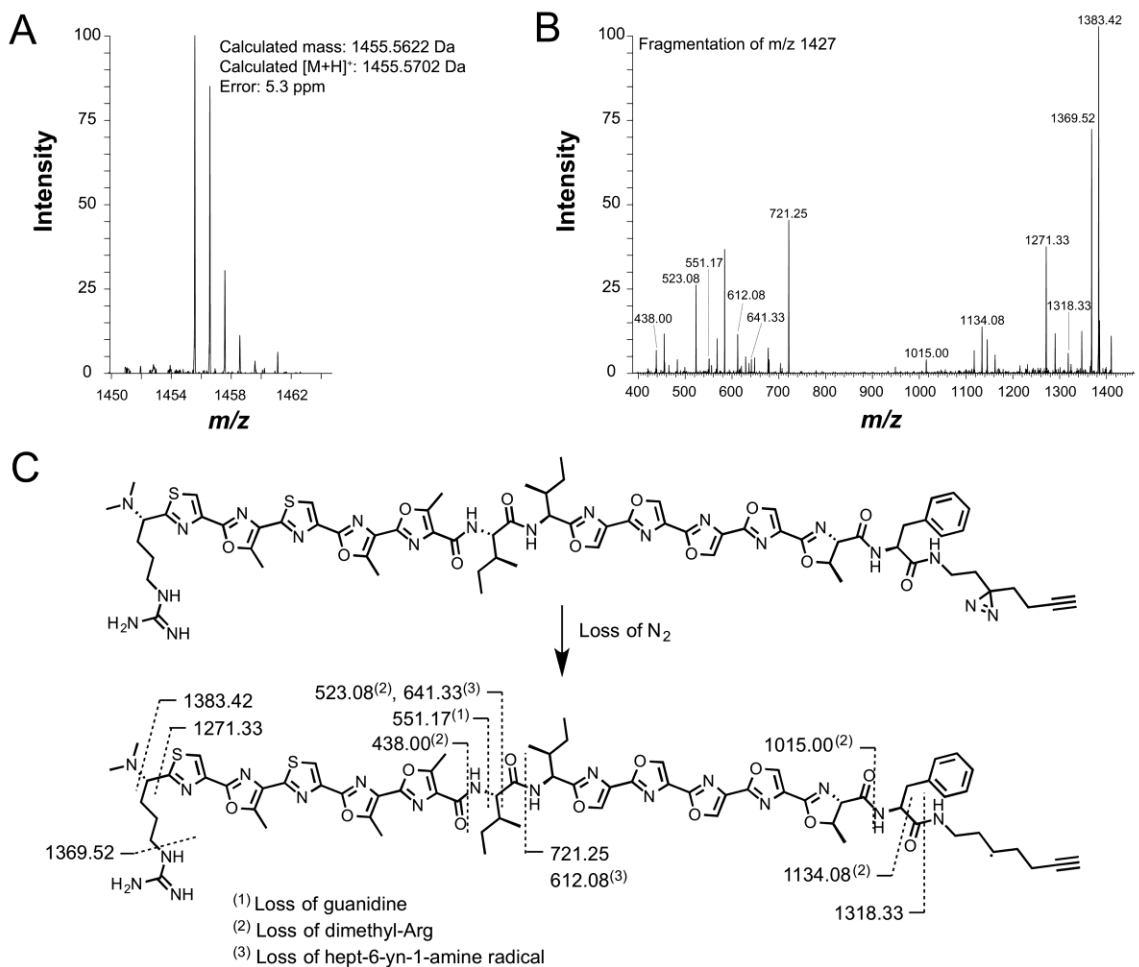 A
Calculated mass: 1455.5622 Da
Calculated [M+H]+: 1455.5702 Da
Error: 5.3 ppm
100
75
50
25
0
Intensity
1450 1454 1458 1462
m/z
B
Fragmentation of m/z 1427
1383.42
1369.52
721.25
1271.33
551.17
523.08
612.08
641.33
438.00
1318.33
1134.08
1015.00
100
75
50
25
0
Intensity
400 500 600 700 800 900 1000 1100 1200 1300 1400
m/z
C
N S N O N S N O N O N O H N O N H O N O N N O O N N O O N H O H N N N
NH
H2N NH
Loss of N2
1383.42
1271.33
523.08(2), 641.33(3)
551.17(1)
438.00(2)
1015.00(2)
N S N O N S N O N O N O H N O N H O N O N N O O N N O O N H O H N
1369.52
NH
H2N NH
721.25
612.08(3)
1134.08(2)
1318.33
(1) Loss of guanidine
(2) Loss of dimethyl-Arg
(3) Loss of hept-6-yn-1-amine radical